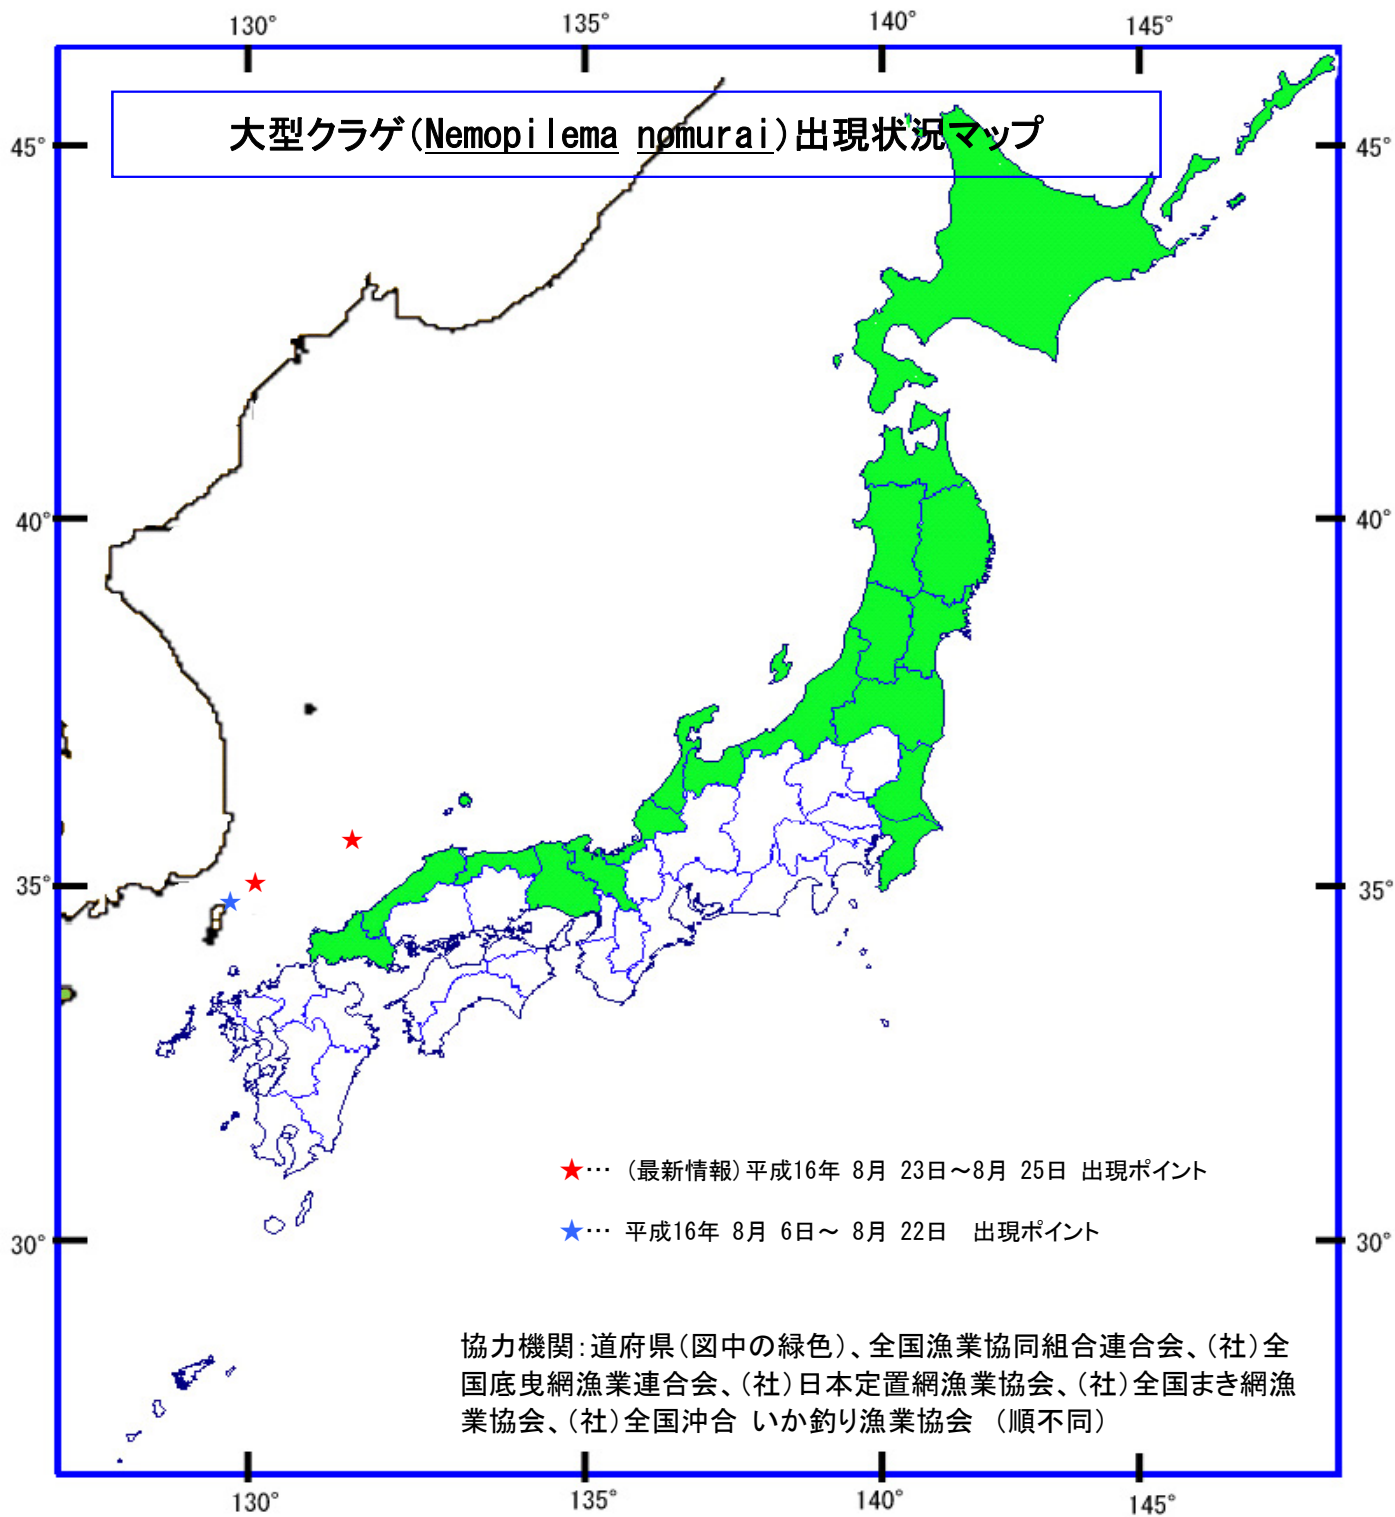 130° 135° 140° 145°
大型クラゲ(Nemopilema nomurai)出現状況マップ
45° 45°
40° 40°
35° 35°
★… (最新情報)平成16年 8月 23日～8月 25日 出現ポイント
★… 平成16年 8月 6日～ 8月 22日 出現ポイント
30° 30°
協力機関:道府県(図中の緑色)、全国漁業協同組合連合会、(社)全
国底曳網漁業連合会、(社)日本定置網漁業協会、(社)全国まき網漁
業協会、(社)全国沖合 いか釣り漁業協会 (順不同)
130° 135° 140° 145°